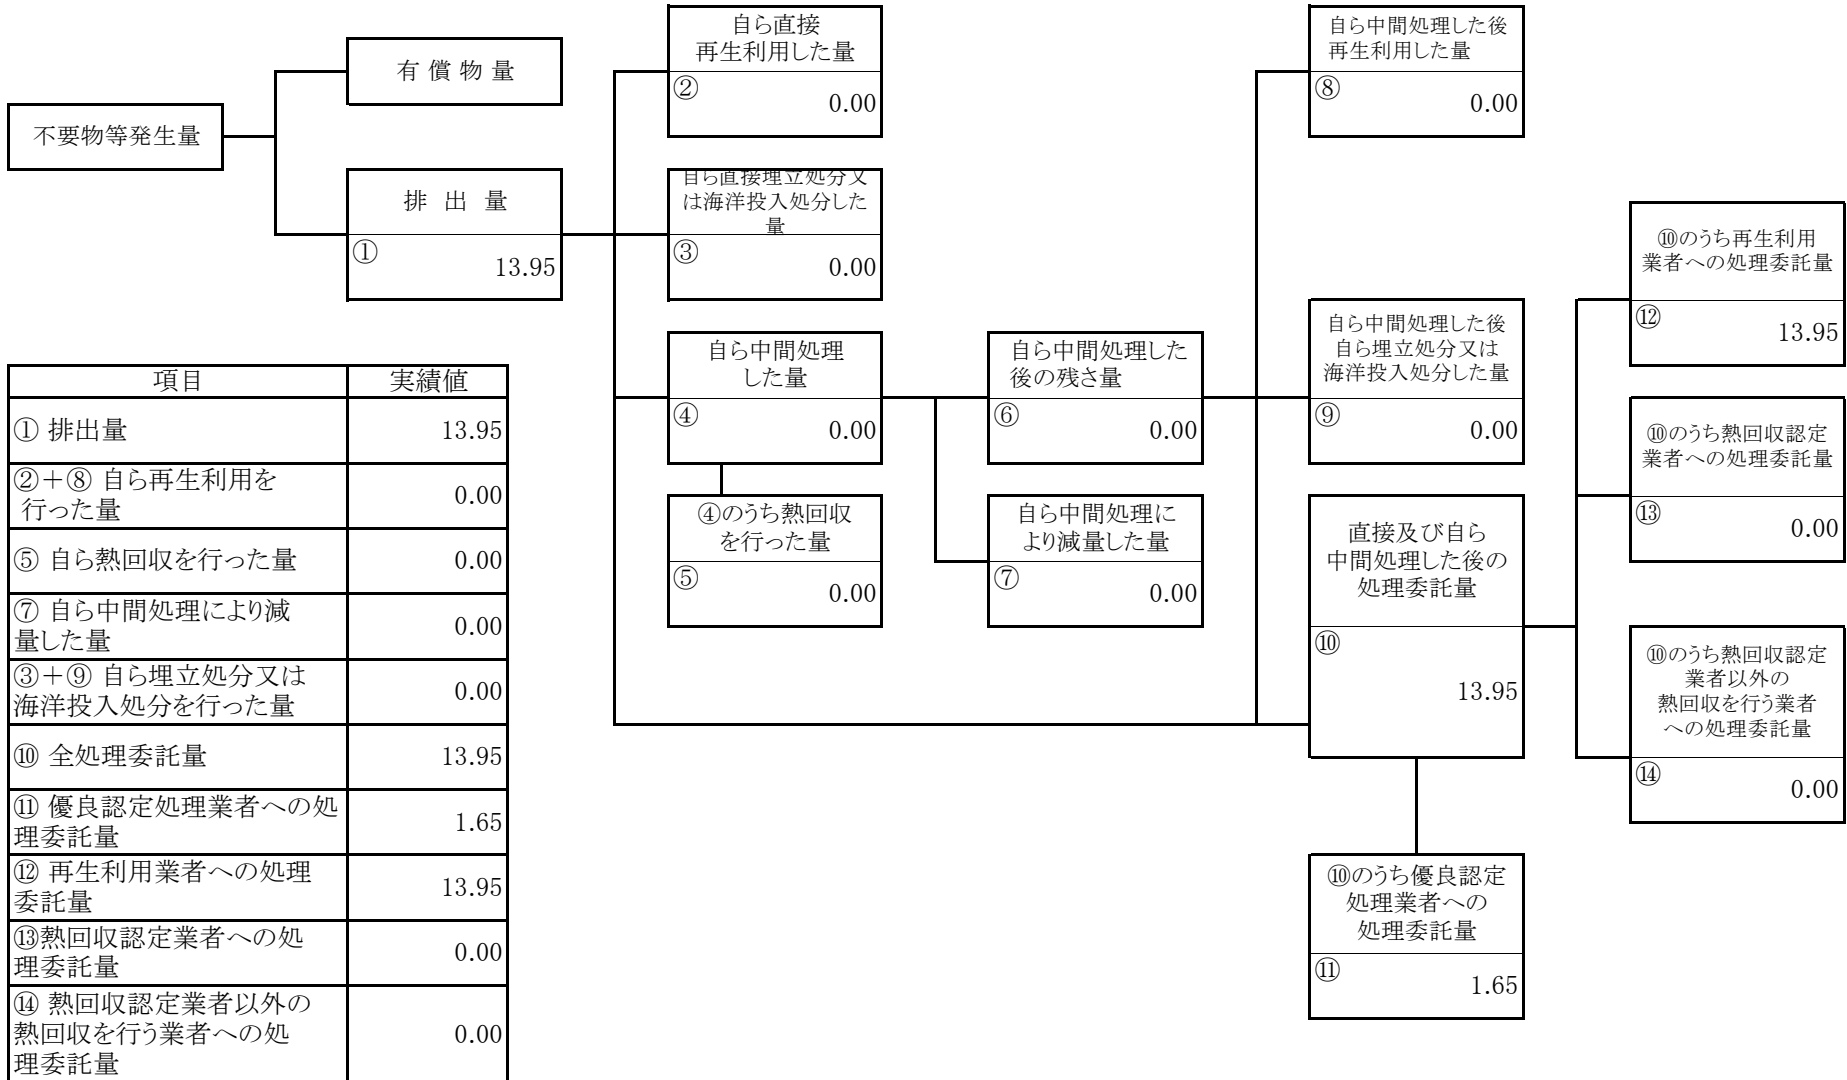 不要物等発生量
有 償 物 量
排 出 量
①
13.95
自ら直接
再生利用した量
②
0.00
自ら直接埋立処分又
は海洋投入処分した
量
③
0.00
自ら中間処理
した量
④
0.00
④のうち熱回収
を行った量
⑤
0.00
自ら中間処理した
後の残さ量
⑥
0.00
自ら中間処理に
より減量した量
⑦
0.00
自ら中間処理した後
再生利用した量
⑧
0.00
自ら中間処理した後
自ら埋立処分又は
海洋投入処分した量
⑨
0.00
直接及び自ら
中間処理した後の
処理委託量
⑩
13.95
⑩のうち優良認定
処理業者への
処理委託量
⑪
1.65
⑩のうち再生利用
業者への処理委託量
⑫
13.95
⑩のうち熱回収認定
業者への処理委託量
⑬
0.00
⑩のうち熱回収認定
業者以外の
熱回収を行う業者
への処理委託量
⑭
0.00
項目 実績値
① 排出量 13.95
②＋⑧ 自ら再生利用を
行った量
0.00
⑤ 自ら熱回収を行った量 0.00
⑦ 自ら中間処理により減
量した量
0.00
③＋⑨ 自ら埋立処分又は
海洋投入処分を行った量
0.00
⑩ 全処理委託量 13.95
⑪ 優良認定処理業者への処
理委託量
1.65
⑫ 再生利用業者への処理
委託量
13.95
⑬熱回収認定業者への処
理委託量
0.00
⑭ 熱回収認定業者以外の
熱回収を行う業者への処
理委託量
0.00